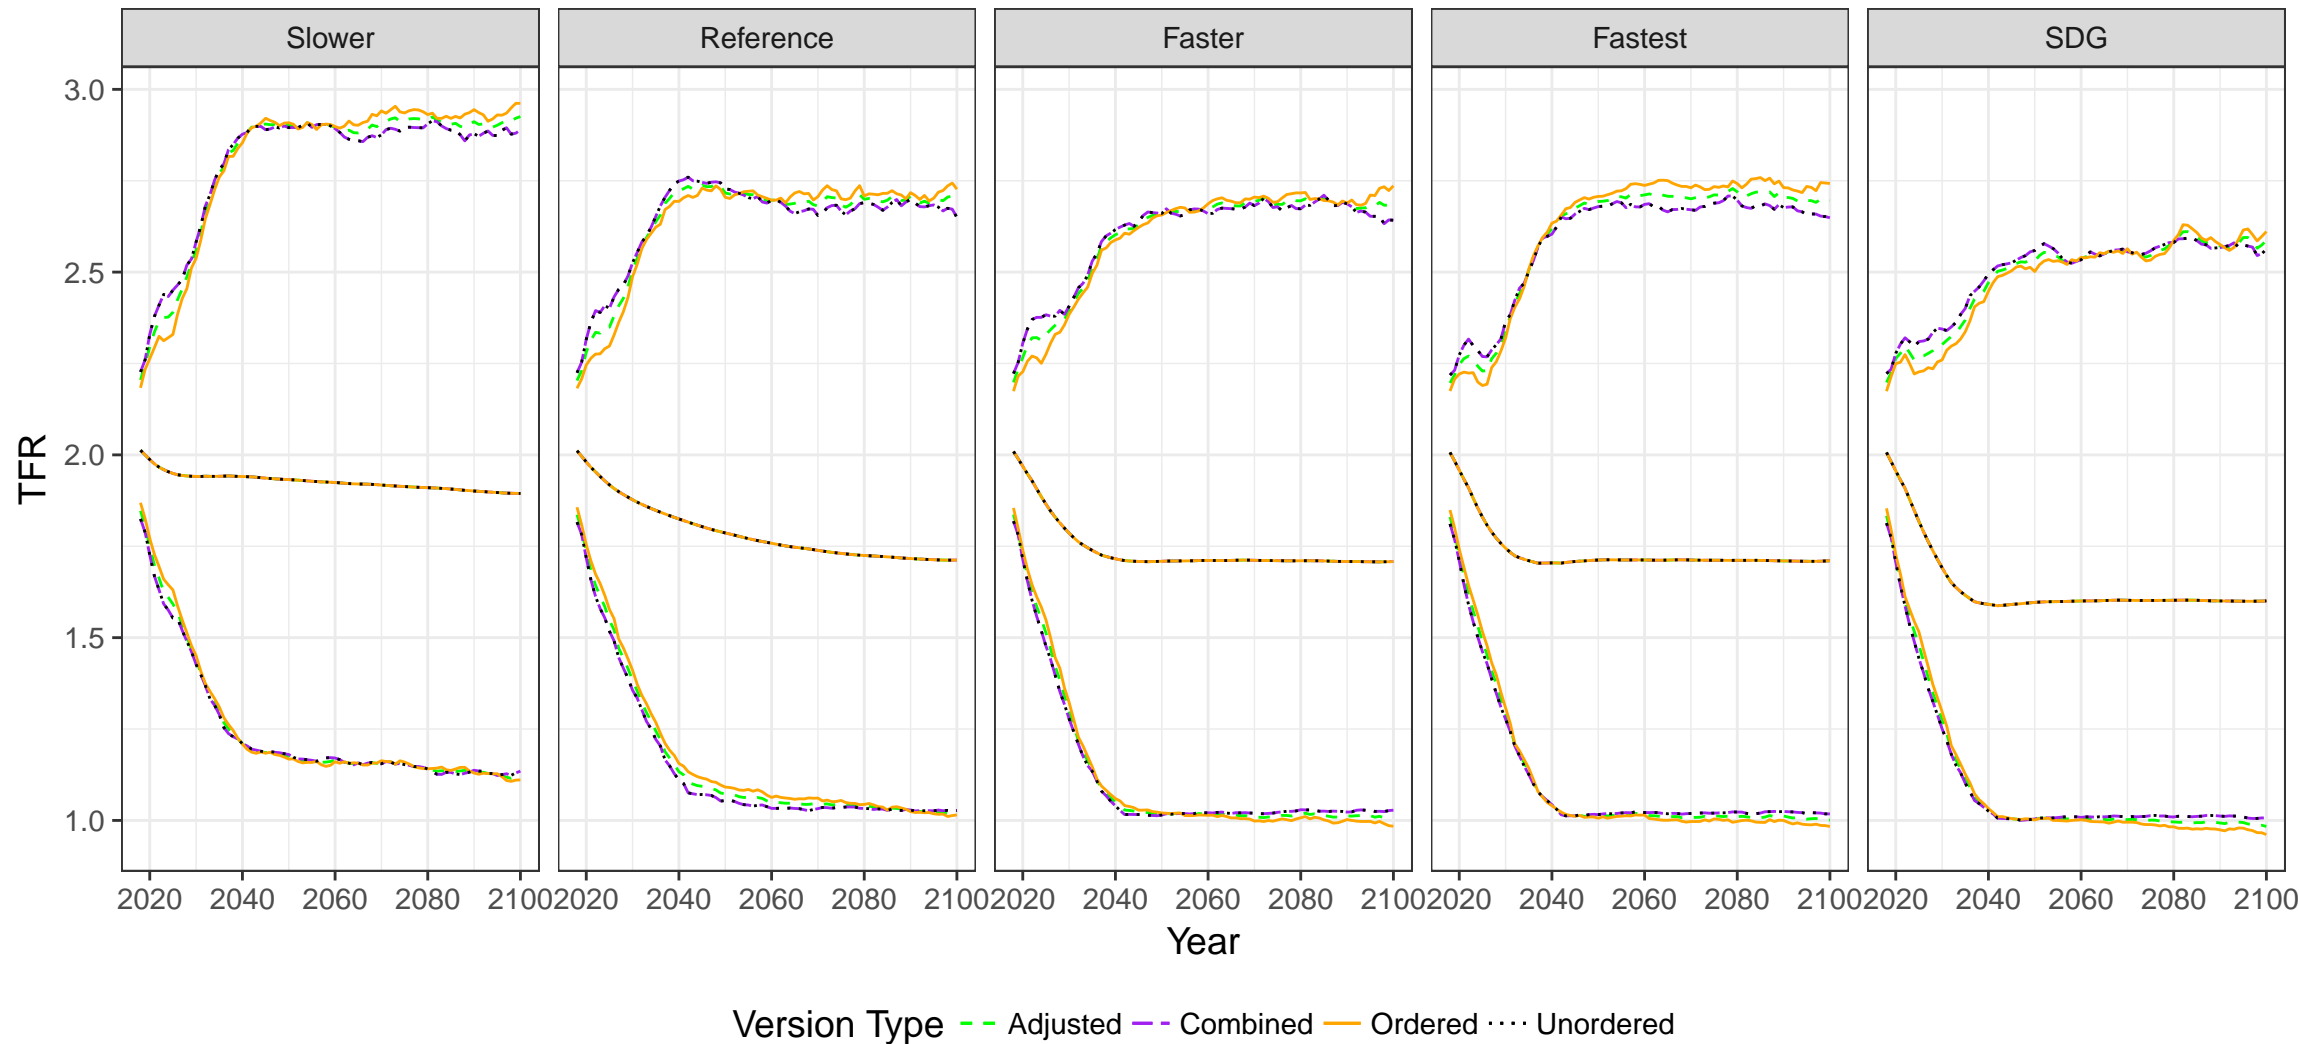 Slower Reference Faster Fastest SDG
3.0
2.5
2.0
1.5
1.0
TFR
2020 2040 2060 2080 2100 2020 2040 2060 2080 2100 2020 2040 2060 2080 2100 2020 2040 2060 2080 2100 2020 2040 2060 2080 2100
Year
Version Type Adjusted Combined Ordered Unordered